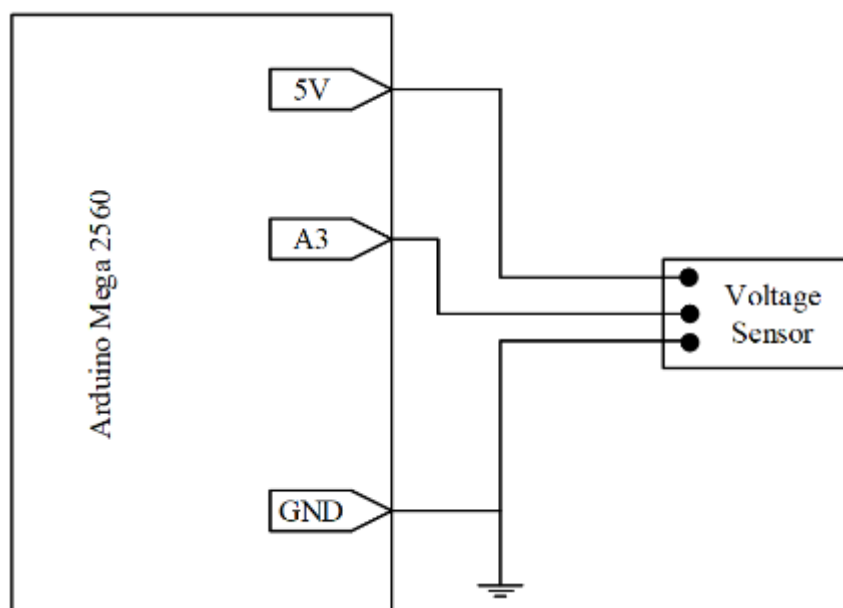 5V
Arduino Mega 2560
A3
Voltage
Sensor
GND